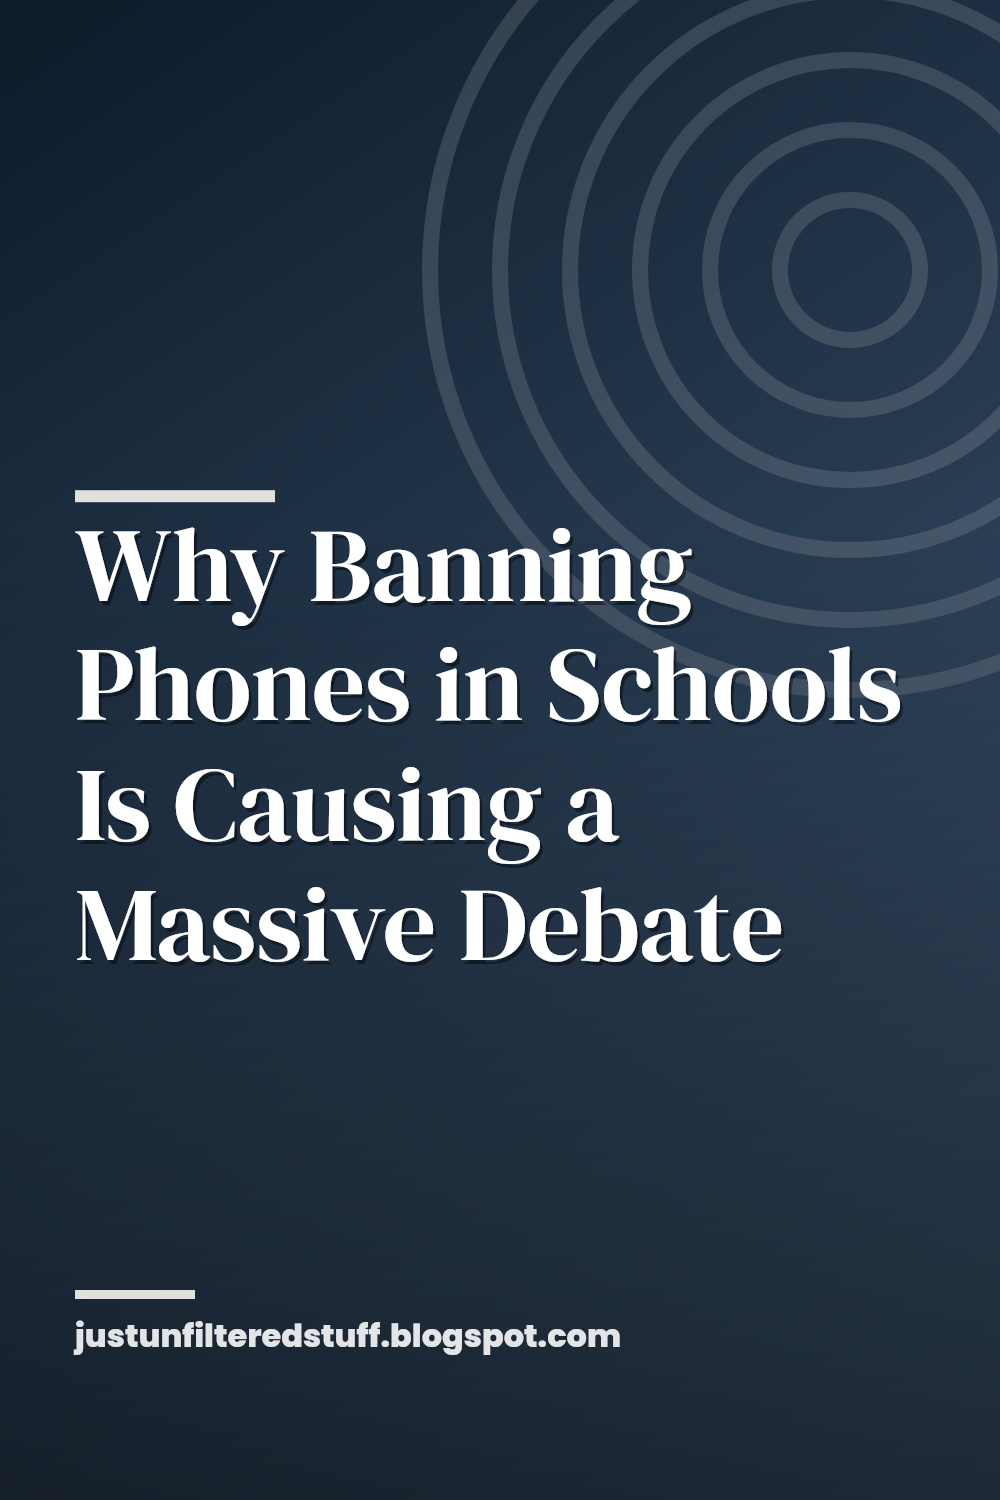 Why Banning
Phones in Schools
Is Causing a
Massive Debate
justunfilteredstuff.blogspot.com